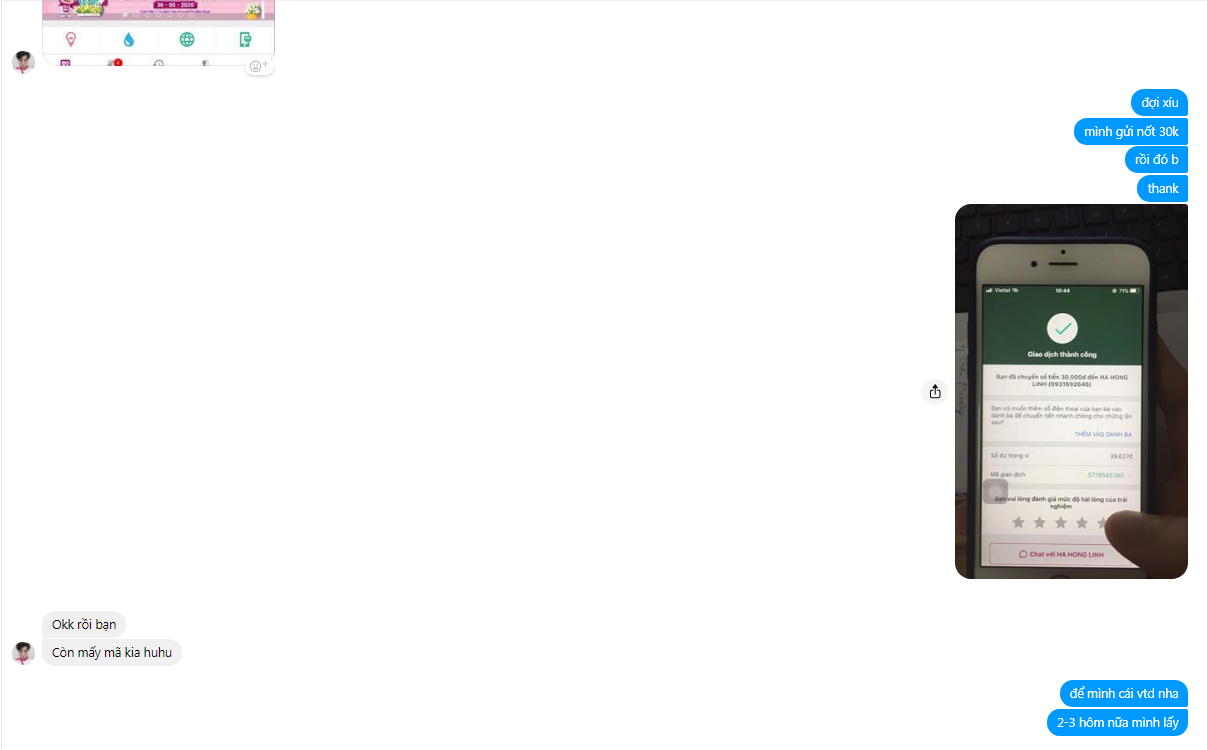 30 - 05 - 2020
đợi xíu
mình gửi nốt 30k
rồi đó b
thank
Viettel
10:44
71%
Giao dịch thành công
Bạn đã chuyển số tiền 30.000đ đến HA HONG
LINH (0931692646)
Bạn có muốn thêm số điện thoại của bạn bè vào
danh bạ để chuyển tiền nhanh chóng cho những lần
sau?
THÊM VÀO DANH BẠ
Số dư trong ví
39.627đ
Mã giao dịch
5778545360
Bạn vui lòng đánh giá mức độ hài lòng của trải
nghiệm
Chat với HA HONG LINH
Okk rồi bạn
Còn mấy mã kia huhu
để mình cái vtd nha
2-3 hôm nữa mình lấy